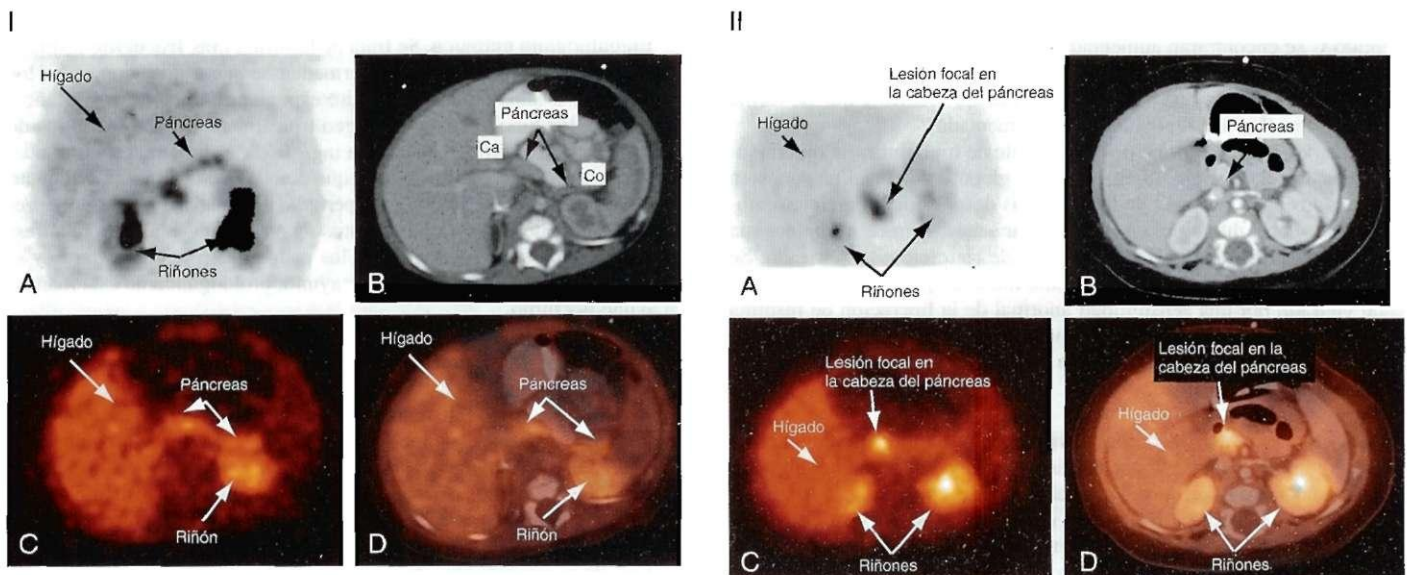 I
Hígado
Páncreas
Riñones
A
Páncreas
Ca
Co
B
Hígado
Páncreas
Riñón
C
Hígado
Páncreas
Riñón
D
II
Lesión focal en
la cabeza del páncreas
Hígado
Riñones
A
Páncreas
B
Lesión focal en
la cabeza del páncreas
Hígado
Riñones
C
Lesión focal en la
cabeza del páncreas
Hígado
Riñones
D